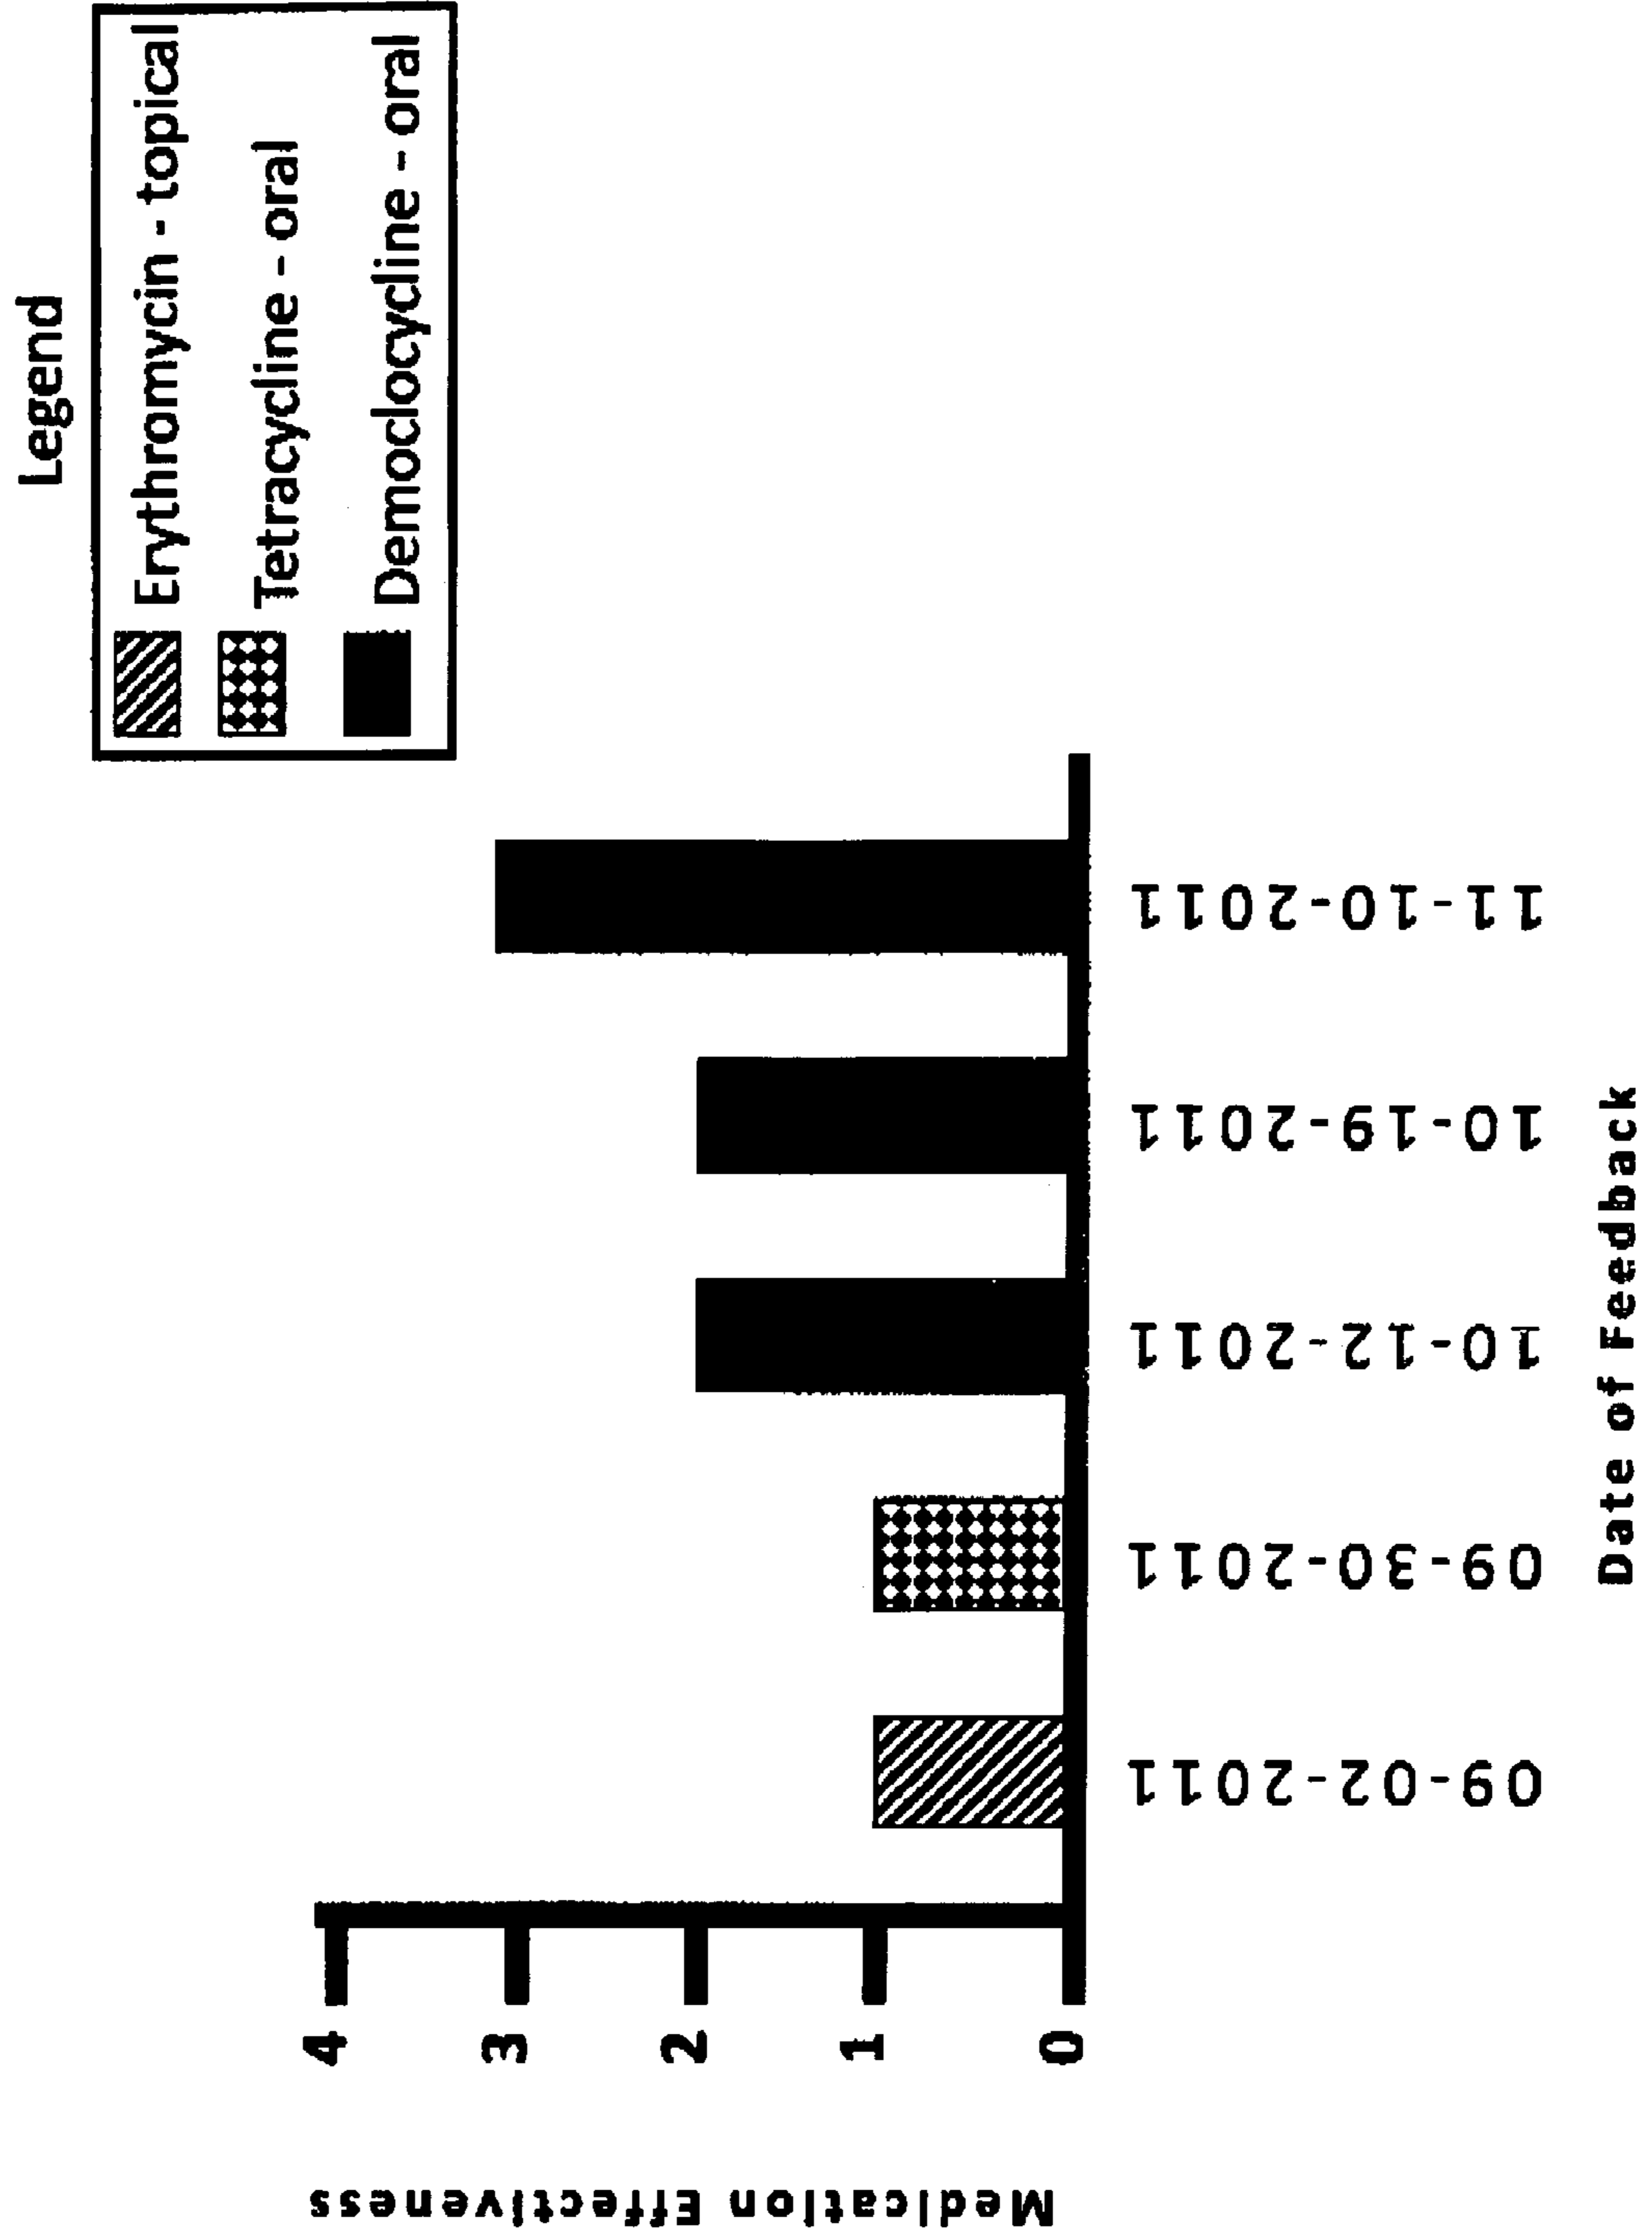 Legend
Erythromycin - topical
Tetracycline - oral
Democlocycline - oral
Medication Effectiveness
4
3
2
1
0
09-02-2011
09-30-2011
10-12-2011
10-19-2011
11-10-2011
Date of Feedback